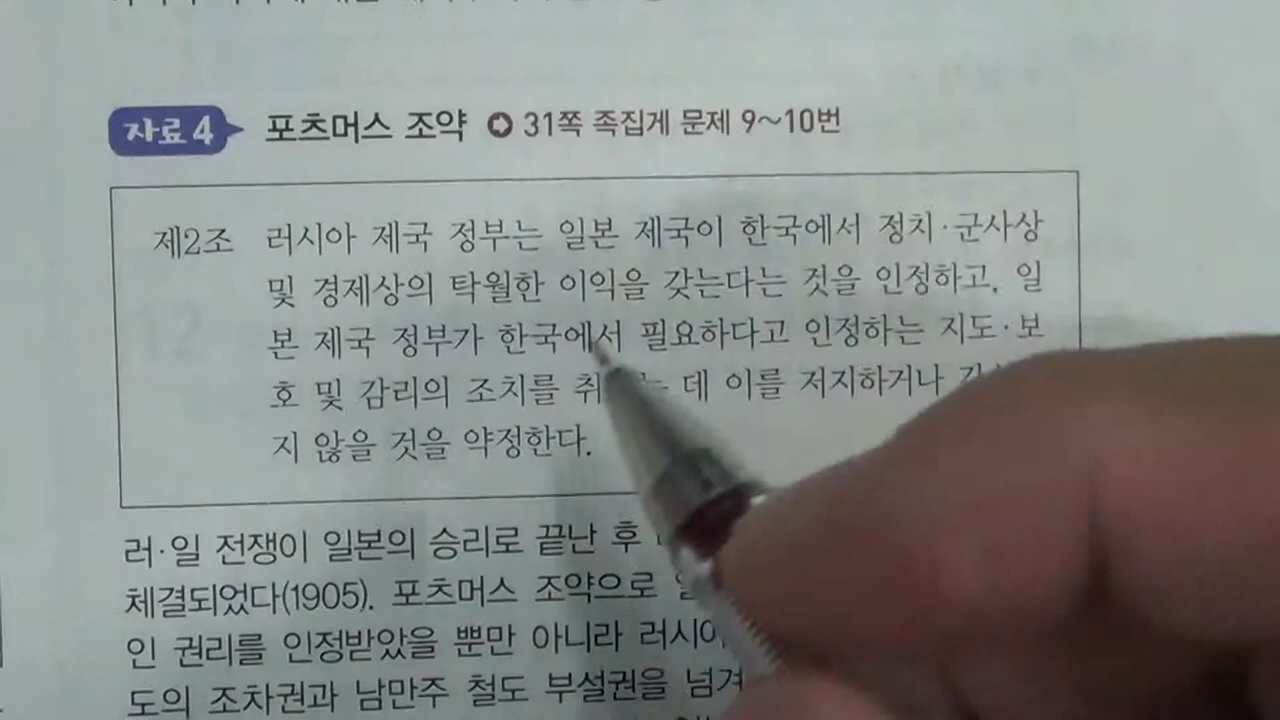 자료 4 포츠머스 조약 ➲ 31쪽 족집게 문제 9~10번
제2조 러시아 제국 정부는 일본 제국이 한국에서 정치·군사상
및 경제상의 탁월한 이익을 갖는다는 것을 인정하고, 일
본 제국 정부가 한국에서 필요하다고 인정하는 지도·보
호 및 감리의 조치를 데 이를 저지하거나
지 않을 것을 약정한다.
러·일 전쟁이 일본의 승리로 끝난 후
체결되었다(1905). 포츠머스 조약으로
인 권리를 인정받았을 뿐만 아니라
도의 조차권과 남만주 철도 부설권을